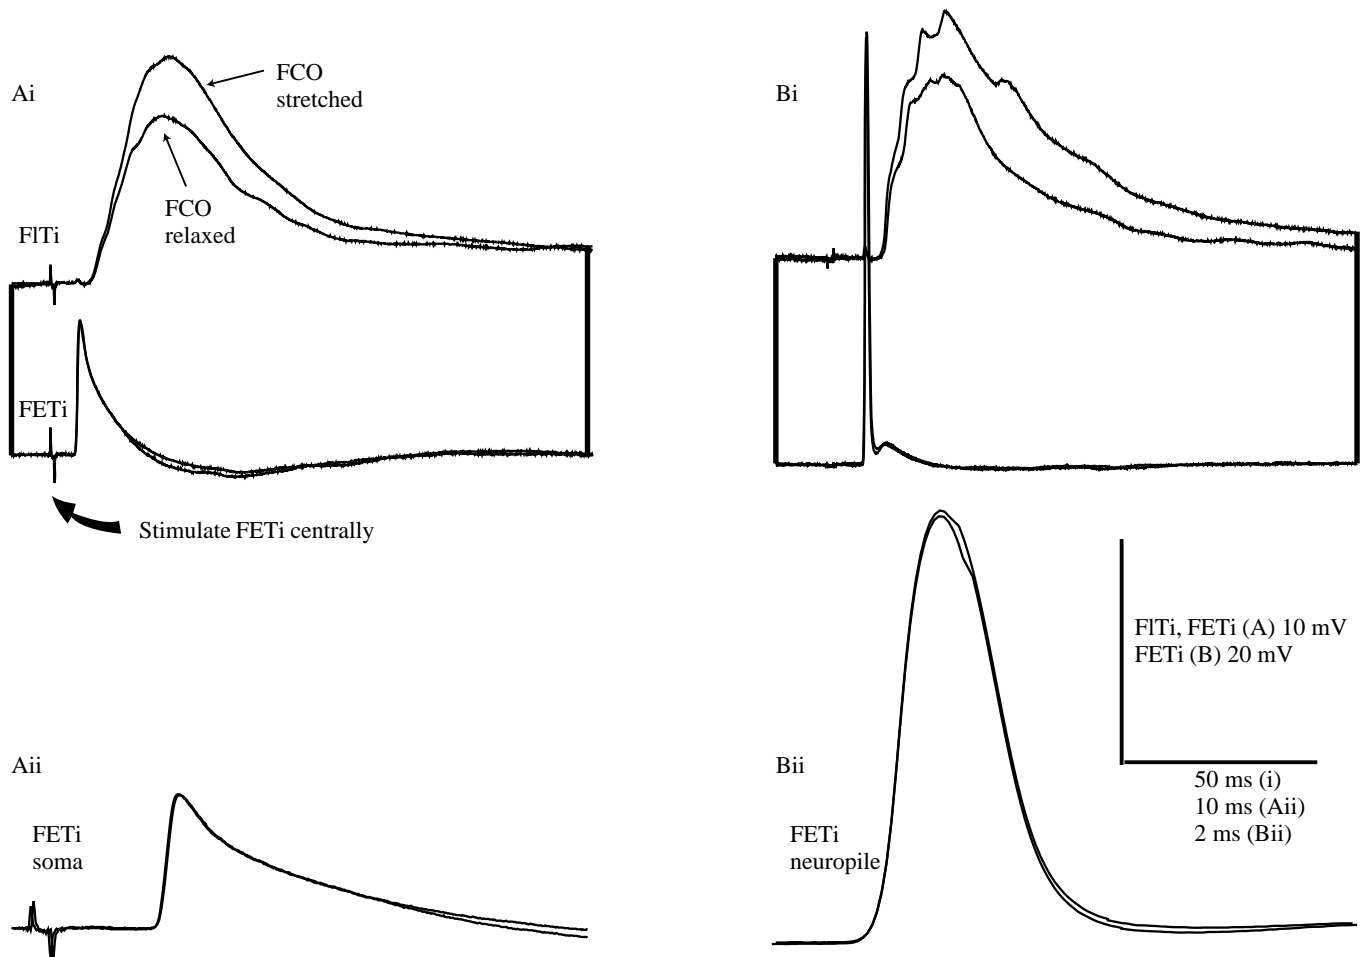 Ai
FCO
stretched
FCO
relaxed
FlTi
FETi
Stimulate FETi centrally
Bi
Aii
FETi
soma
Bii
FETi
neuropile
FlTi, FETi (A) 10 mV
FETi (B) 20 mV
50 ms (i)
10 ms (Aii)
2 ms (Bii)